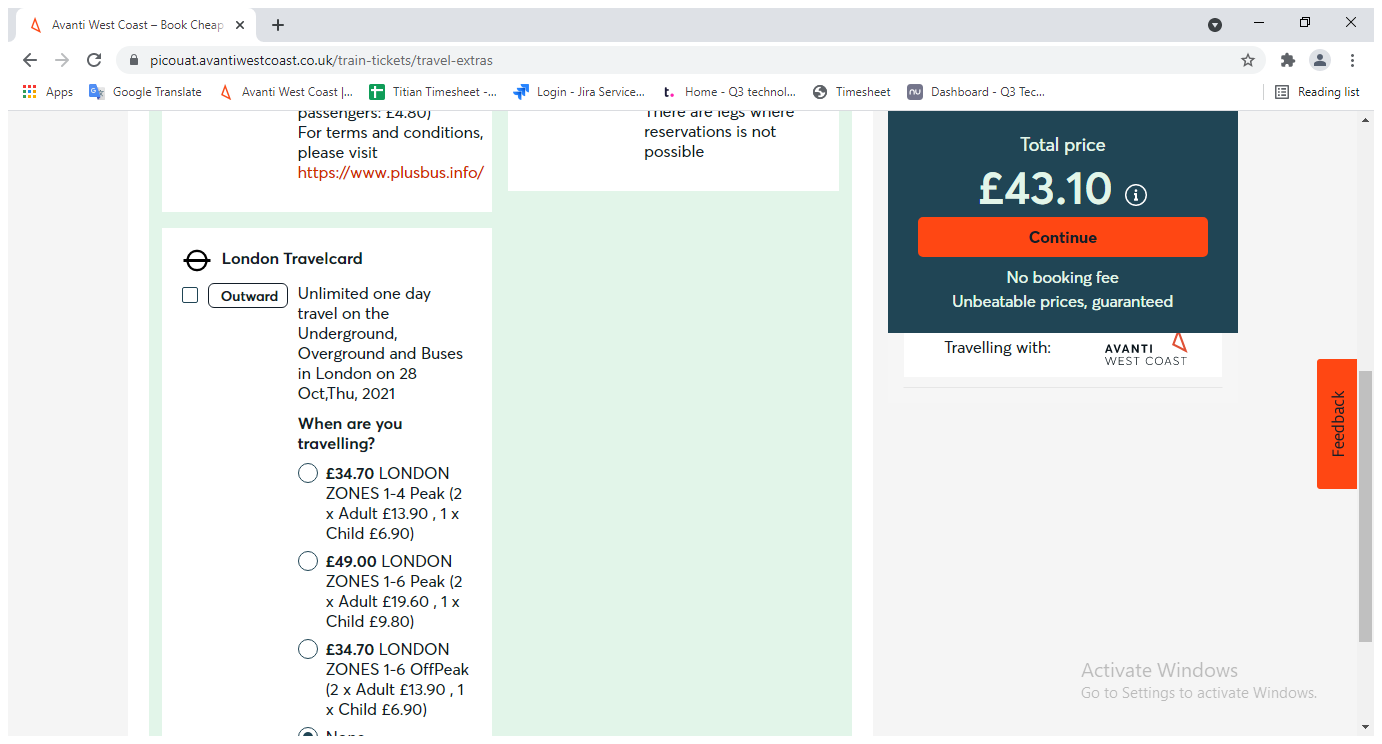 Avanti West Coast – Book Cheap
picouat.avantiwestcoast.co.uk/train-tickets/travel-extras
Apps
Google Translate
Avanti West Coast |...
Titian Timesheet -...
Login - Jira Service...
Home - Q3 technol...
Timesheet
Dashboard - Q3 Tec...
Reading list
passengers: £4.80)
For terms and conditions,
please visit
https://www.plusbus.info/
There are legs where
reservations is not
possible
London Travelcard
Outward
Unlimited one day
travel on the
Underground,
Overground and Buses
in London on 28
Oct,Thu, 2021
When are you
travelling?
£34.70 LONDON
ZONES 1-4 Peak (2
x Adult £13.90 , 1 x
Child £6.90)
£49.00 LONDON
ZONES 1-6 Peak (2
x Adult £19.60 , 1 x
Child £9.80)
£34.70 LONDON
ZONES 1-6 OffPeak
(2 x Adult £13.90 , 1
x Child £6.90)
None
Total price
£43.10
Continue
No booking fee
Unbeatable prices, guaranteed
Travelling with:
AVANTI
WEST COAST
Feedback
Activate Windows
Go to Settings to activate Windows.